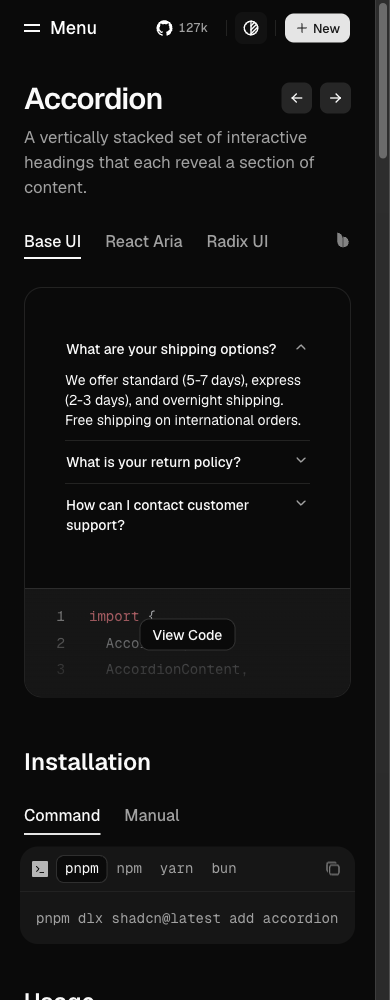 Menu 127k New
Accordion
A vertically stacked set of interactive
headings that each reveal a section of
content.
Base UI React Aria Radix UI
What are your shipping options?
We offer standard (5-7 days), express
(2-3 days), and overnight shipping.
Free shipping on international orders.
What is your return policy?
How can I contact customer
support?
1 import {
2 Acco
View Code
3 AccordionContent,
Installation
Command Manual
pnpm npm yarn bun
pnpm dlx shadcn@latest add accordion
Usage